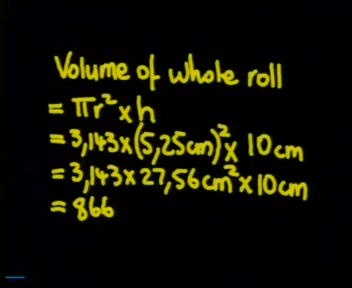 Volume of whole roll
= πr² x h
= 3,143 x (5,25cm)² x 10cm
= 3,143 x 27,56cm² x 10cm
= 866